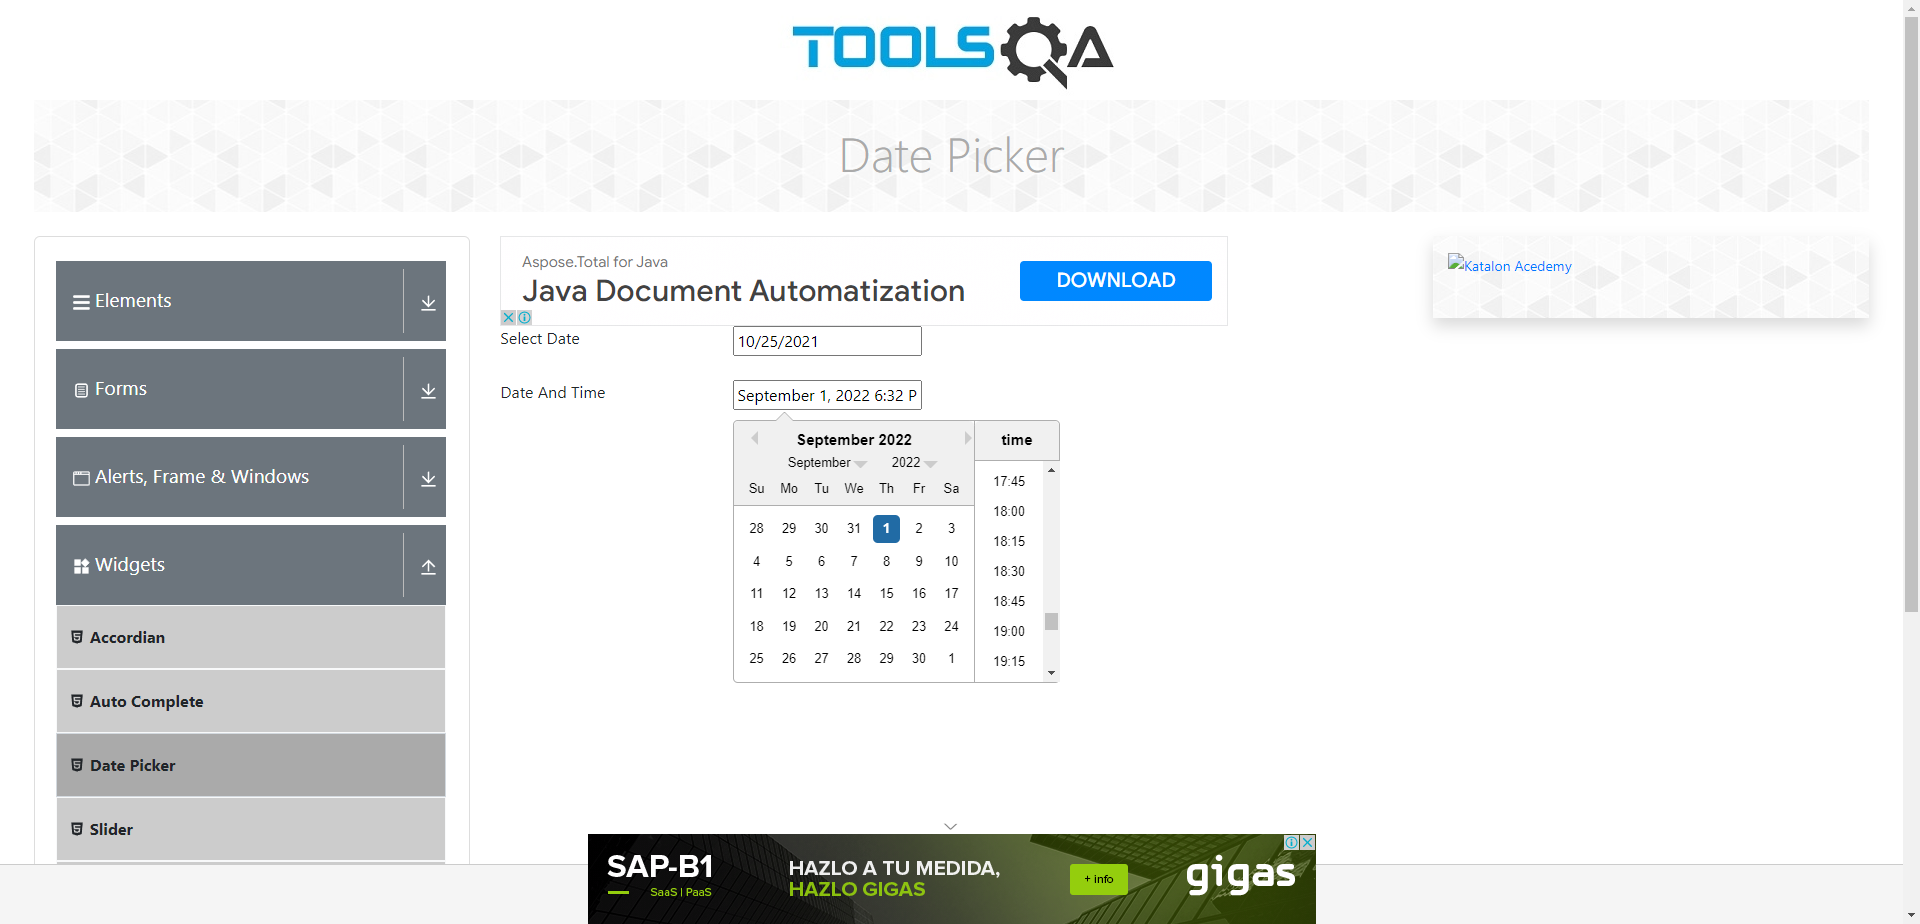 TOOLSQA
Date Picker
Elements
Forms
Alerts, Frame & Windows
Widgets
Accordian
Auto Complete
Date Picker
Slider
Aspose.Total for Java
Java Document Automatization
DOWNLOAD
Select Date
10/25/2021
Date And Time
September 1, 2022 6:32 P
September 2022
September 2022
Su Mo Tu We Th Fr Sa
28 29 30 31 1 2 3
4 5 6 7 8 9 10
11 12 13 14 15 16 17
18 19 20 21 22 23 24
25 26 27 28 29 30 1
time
17:45
18:00
18:15
18:30
18:45
19:00
19:15
Katalon Acedemy
SAP-B1
SaaS | PaaS
HAZLO A TU MEDIDA,
HAZLO GIGAS
+ info
gigas